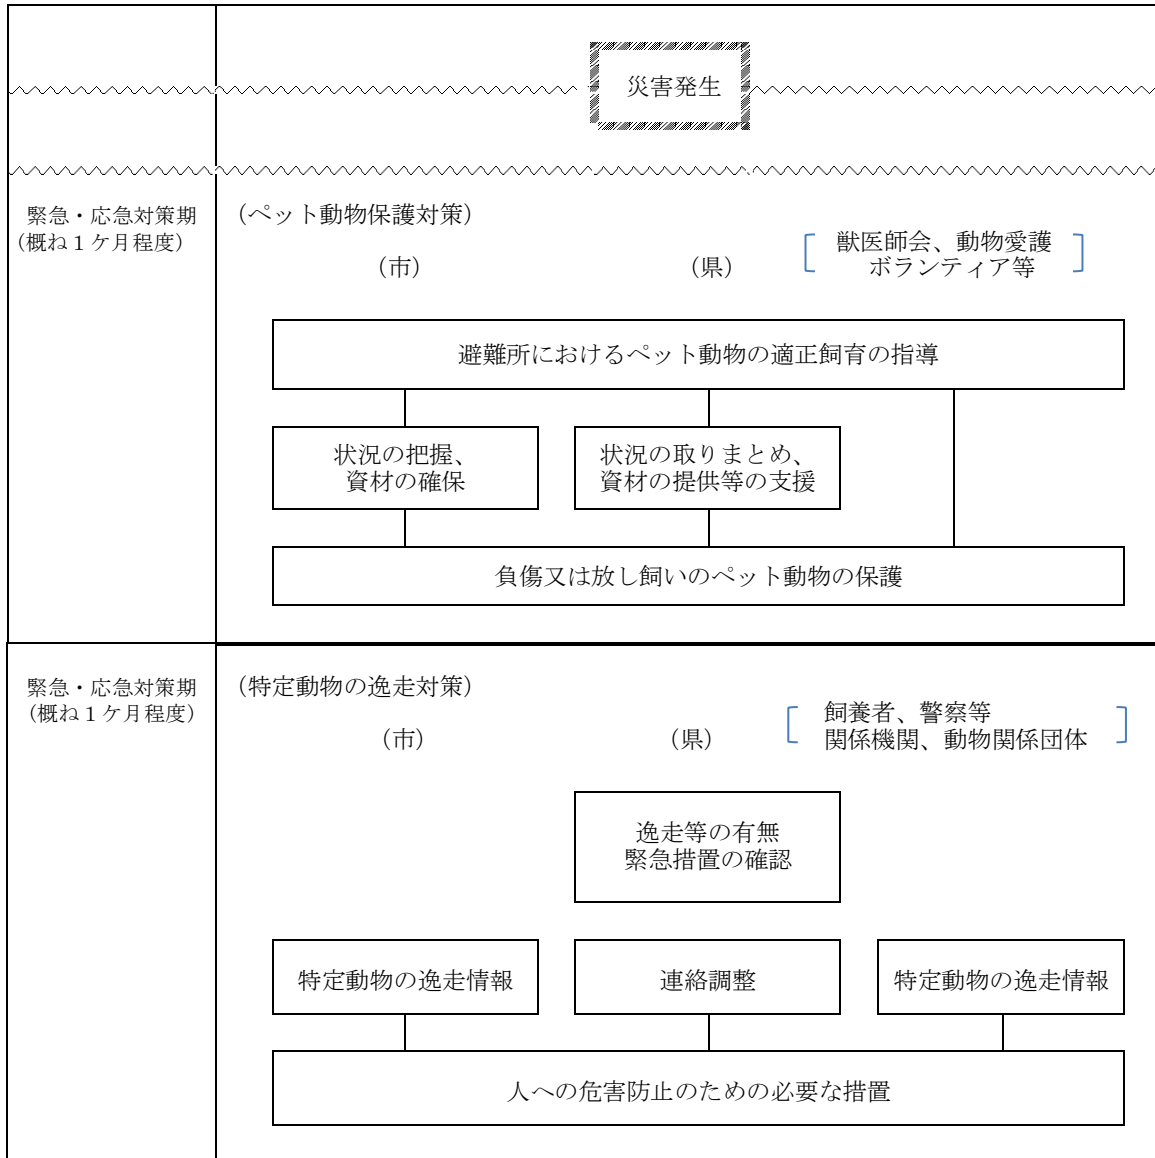 災害発生
緊急・応急対策期
（概ね１ケ月程度）
（ペット動物保護対策）
（市）
（県）
獣医師会、動物愛護
ボランティア等
避難所におけるペット動物の適正飼育の指導
状況の把握、
資材の確保
状況の取りまとめ、
資材の提供等の支援
負傷又は放し飼いのペット動物の保護
緊急・応急対策期
（概ね１ケ月程度）
（特定動物の逸走対策）
（市）
（県）
飼養者、警察等
関係機関、動物関係団体
逸走等の有無
緊急措置の確認
特定動物の逸走情報
連絡調整
特定動物の逸走情報
人への危害防止のための必要な措置